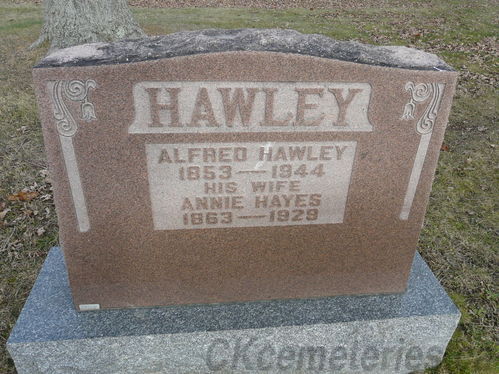 HAWLEY
ALFRED HAWLEY
1853 — 1944
HIS WIFE
ANNIE HAYES
1863 — 1929
CKcemeteries